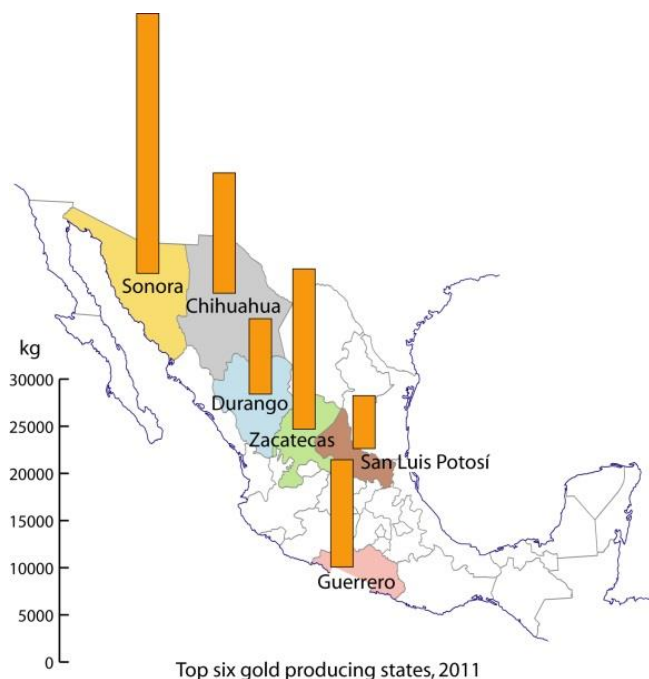 Sonora
Chihuahua
kg
30000
Durango
25000
Zacatecas
San Luis Potosí
20000
15000
10000
Guerrero
5000
0
Top six gold producing states, 2011